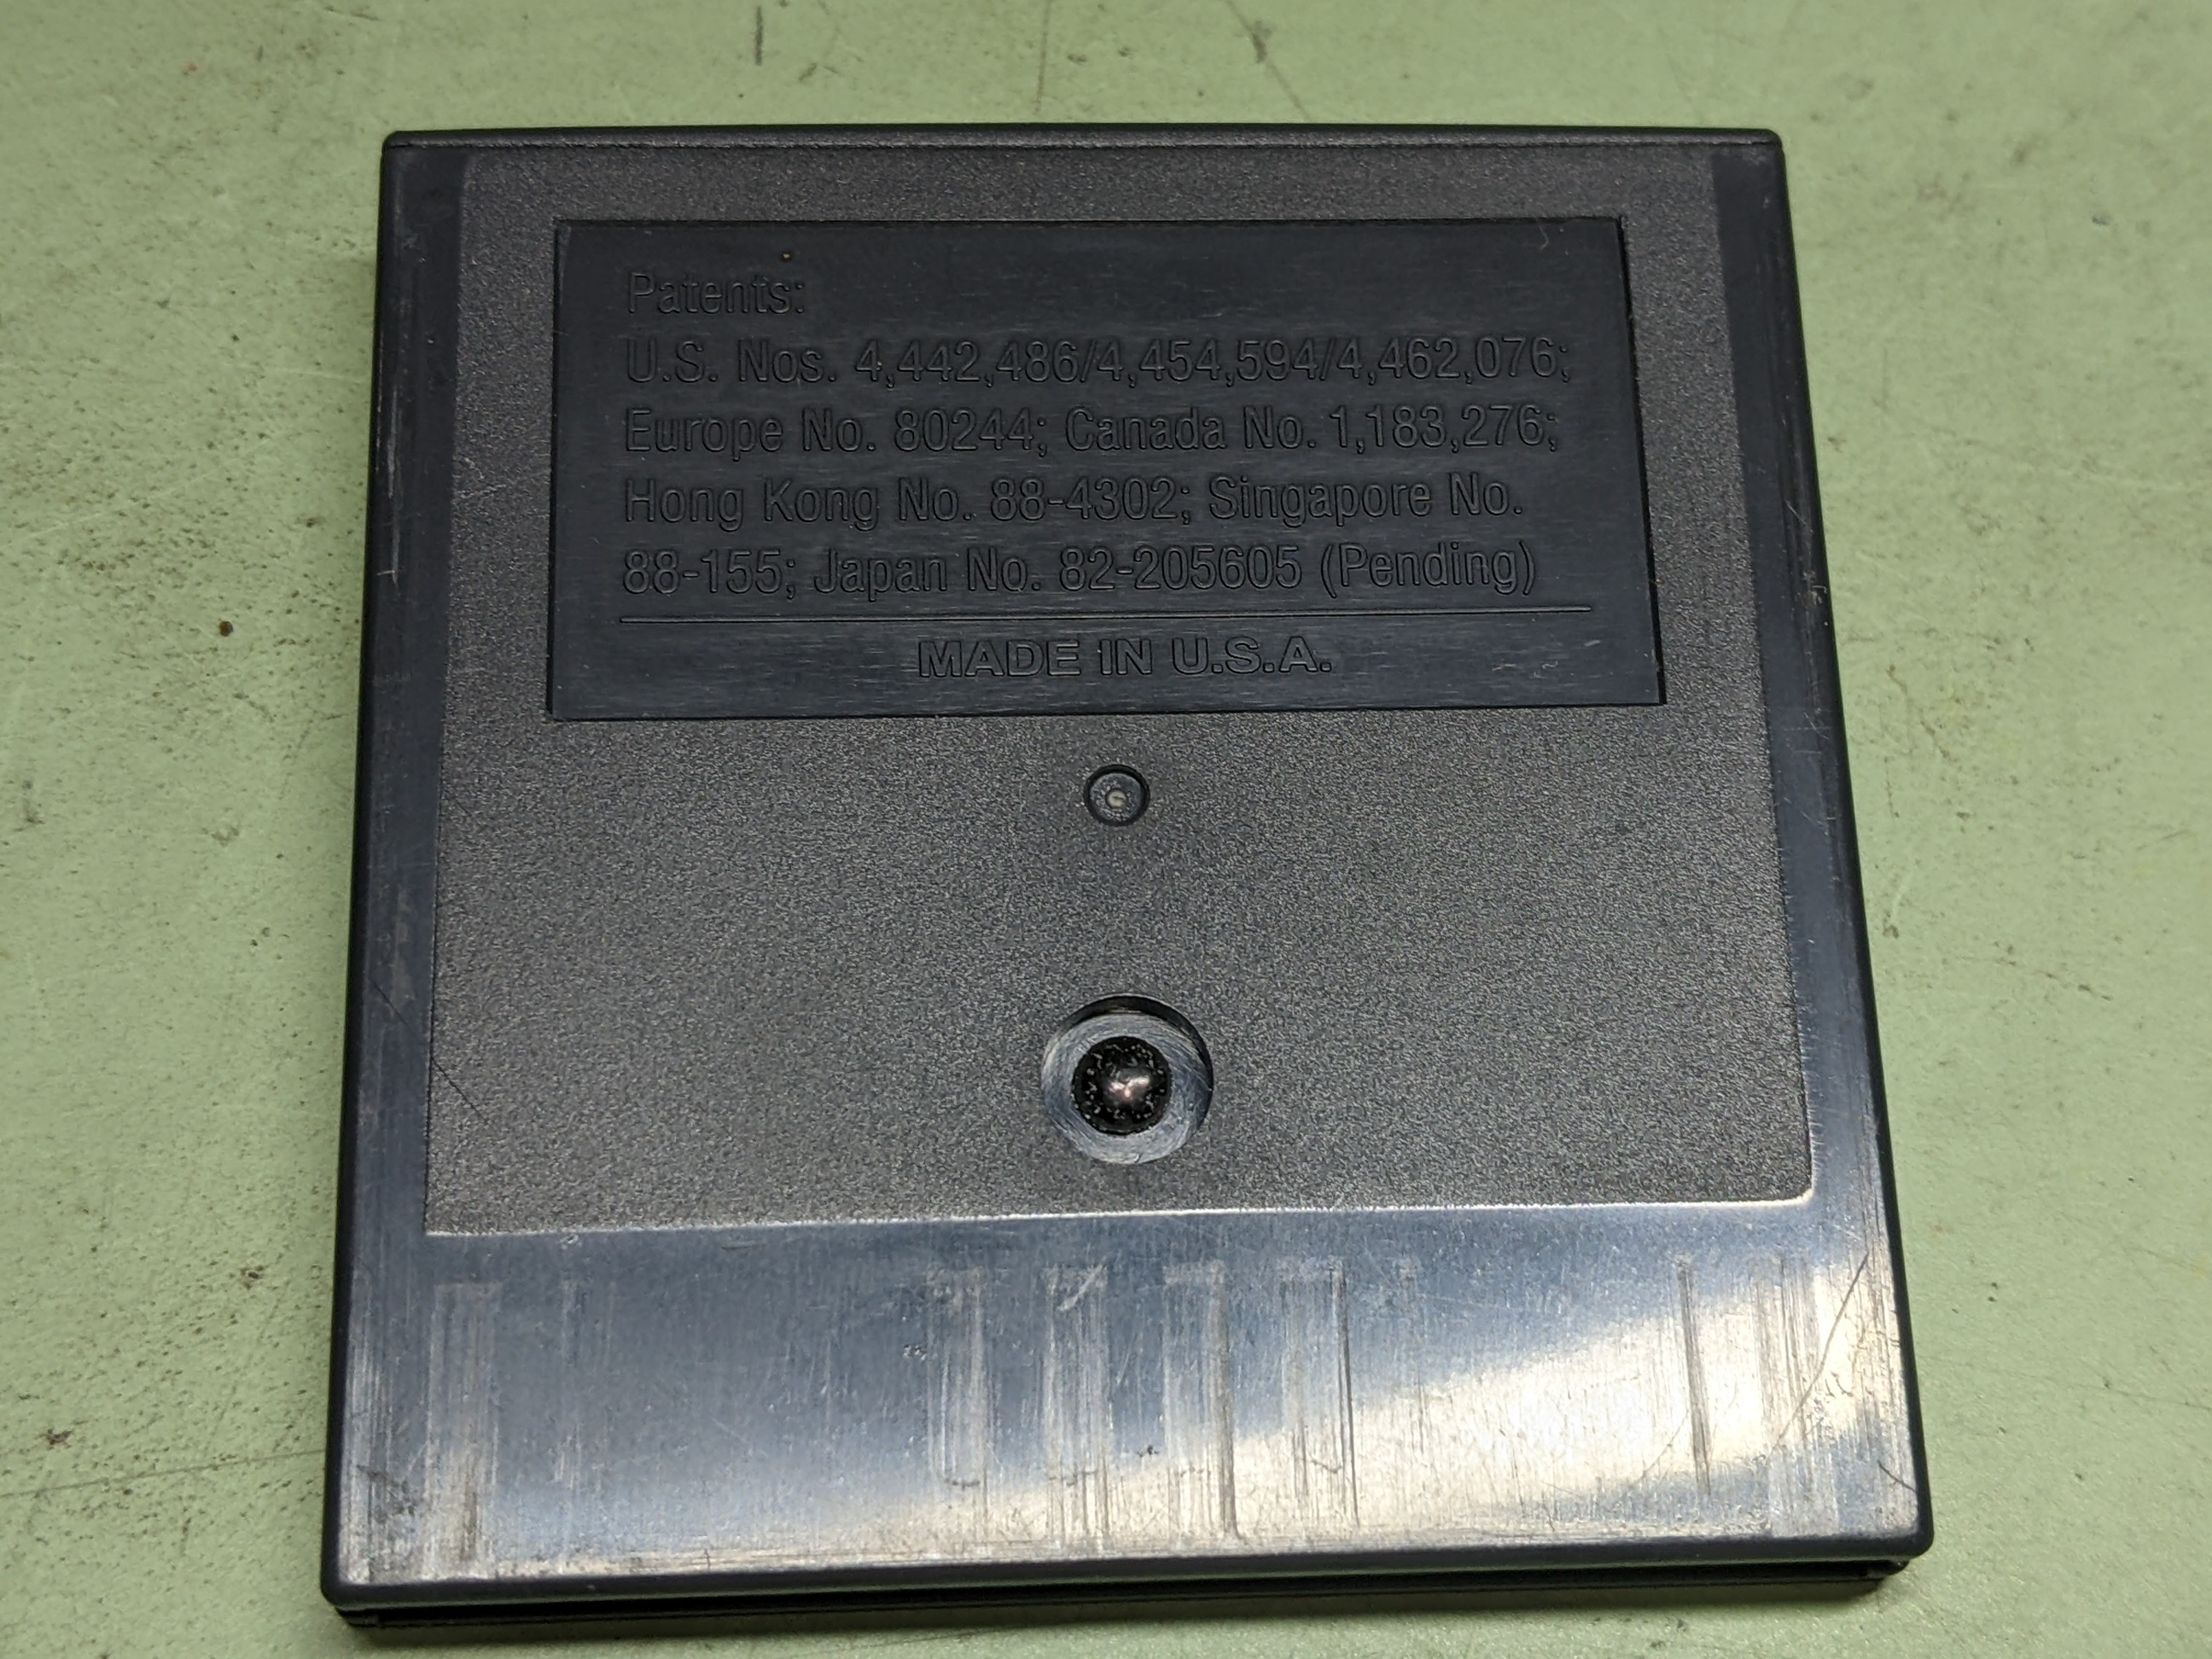 Patents:
U.S. Nos. 4,442,486/4,454,594/4,462,076;
Europe No. 80244; Canada No. 1,183,276;
Hong Kong No. 88-4302; Singapore No.
88-155; Japan No. 82-205605 (Pending)
MADE IN U.S.A.